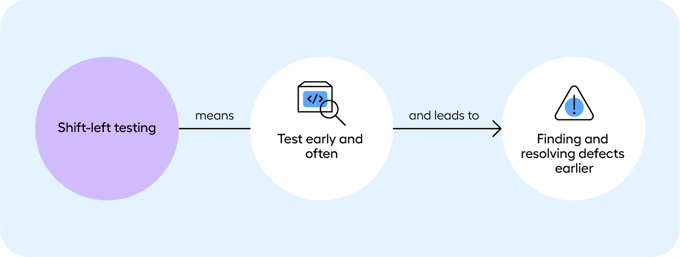 Shift-left testing
means
</>
Test early and
often
and leads to
!
Finding and
resolving defects
earlier